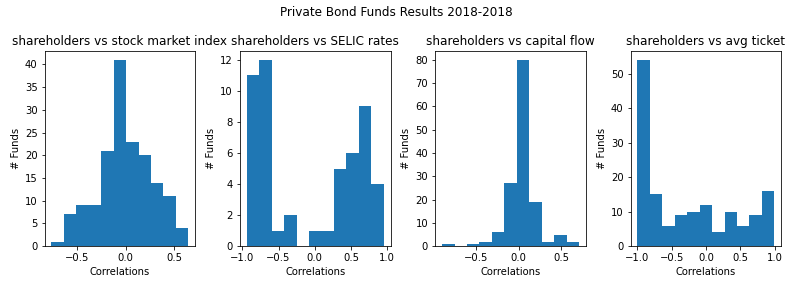 Private Bond Funds Results 2018-2018
shareholders vs stock market index
# Funds
40
35
30
25
20
15
10
5
0
−0.5 0.0 0.5
Correlations
shareholders vs SELIC rates
# Funds
12
10
8
6
4
2
0
−1.0 −0.5 0.0 0.5 1.0
Correlations
shareholders vs capital flow
# Funds
80
70
60
50
40
30
20
10
0
−0.5 0.0 0.5
Correlations
shareholders vs avg ticket
# Funds
50
40
30
20
10
0
−1.0 −0.5 0.0 0.5 1.0
Correlations